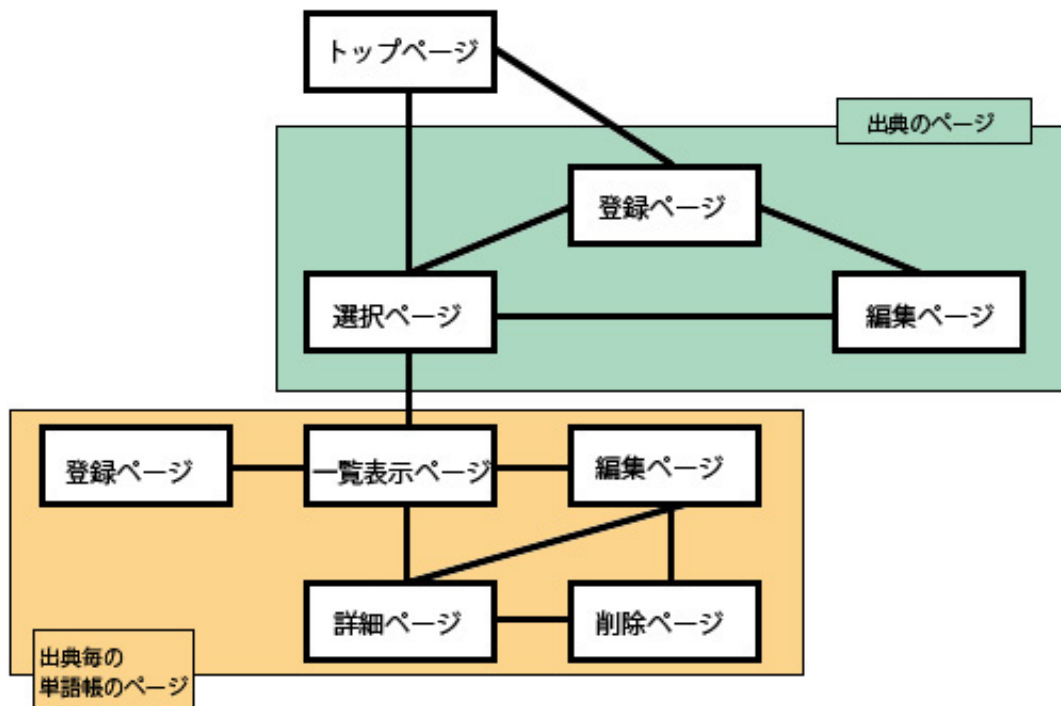 トップページ
出典のページ
登録ページ
選択ページ
編集ページ
登録ページ
一覧表示ページ
編集ページ
詳細ページ
削除ページ
出典毎の
単語帳のページ